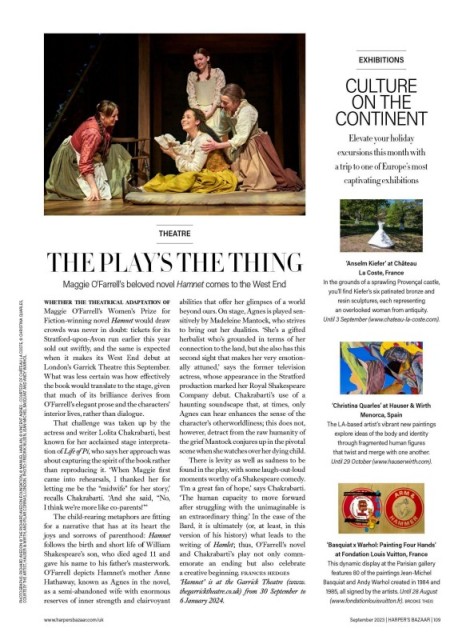 THEATRE
THE PLAY'S THE THING
Maggie O'Farrell's beloved novel Hamnet comes to the West End
WHETHER THE THEATRICAL ADAPTATION OF
Maggie O'Farrell's Women's Prize for
Fiction-winning novel Hamnet would draw
crowds was never in doubt: tickets for its
Stratford-upon-Avon run earlier this year
sold out swiftly, and the same is expected
when it makes its West End debut at
London's Garrick Theatre this September.
What was less certain was how effectively
the book would translate to the stage, given
that much of its brilliance derives from
O'Farrell's elegant prose and the characters'
interior lives, rather than dialogue.
That challenge was taken up by the
actress and writer Lolita Chakrabarti,
known for her acclaimed stage interpreta-
tion of Life of Pi, who says her approach was
about capturing the spirit of the book rather
than reproducing it. 'When Maggie first
came into rehearsals, I thanked her for
letting me be the "midwife" for her story,'
recalls Chakrabarti. 'And she said, "No,
I think we're more like co-parents!"'
The child-rearing metaphors are fitting
for a narrative that has at its heart the
joys and sorrows of parenthood: Hamnet
follows the birth and short life of William
Shakespeare's son, who died aged 11 and
gave his name to his father's masterwork.
O'Farrell depicts Hamnet's mother Anne
Hathaway, known as Agnes in the novel,
as a semi-abandoned wife with enormous
reserves of inner strength and clairvoyant
abilities that offer her glimpses of a world
beyond ours. On stage, Agnes is played sen-
sitively by Madeleine Mantock, who strives
to bring out her dualities. 'She's a gifted
herbalist who's grounded in terms of her
connection to the land, but she also has this
second sight that makes her very emotion-
ally attuned,' says the former television
actress, whose appearance in the Stratford
production marked her Royal Shakespeare
Company debut. Chakrabarti's use of a
haunting soundscape that, at times, only
Agnes can hear enhances the sense of the
character's otherworldliness; this does not,
however, detract from the raw humanity of
the grief Mantock conjures up in the pivotal
scene when she watches over her dying child.
There is levity as well as sadness to be
found in the play, with some laugh-out-loud
moments worthy of a Shakespeare comedy.
'I'm a great fan of hope,' says Chakrabarti.
'The human capacity to move forward
after struggling with the unimaginable is
an extraordinary thing.' In the case of the
Bard, it is ultimately (or, at least, in this
version of his history) what leads to the
writing of Hamlet; thus, O'Farrell's novel
and Chakrabarti's play not only comm-
emorate an ending but also celebrate
a creative beginning. FRANCES HEDGES
'Hamnet' is at the Garrick Theatre (www.
thegarricktheatre.co.uk) from 30 September to
6 January 2024.
EXHIBITIONS
CULTURE
ON THE
CONTINENT
Elevate your holiday
excursions this month with
a trip to one of Europe's most
captivating exhibitions
'Anselm Kiefer' at Château
La Coste, France
In the grounds of a sprawling Provençal castle,
you'll find Kiefer's six patinated bronze and
resin sculptures, each representing
an overlooked woman from antiquity.
Until 3 September (www.chateau-la-coste.com).
'Christina Quarles' at Hauser & Wirth
Menorca, Spain
The LA-based artist's vibrant new paintings
explore ideas of the body and identity
through fragmented human figures
that twist and merge with one another.
Until 29 October (www.hauserwirth.com).
ARM &
HAMMER
'Basquiat x Warhol: Painting Four Hands'
at Fondation Louis Vuitton, France
This dynamic display at the Parisian gallery
features 80 of the paintings Jean-Michel
Basquiat and Andy Warhol created in 1984 and
1985, all signed by the artists. Until 28 August
(www.fondationlouisvuitton.fr). BROOKE THEIS
www.harpersbazaar.com/uk
September 2023 | HARPER'S BAZAAR | 109